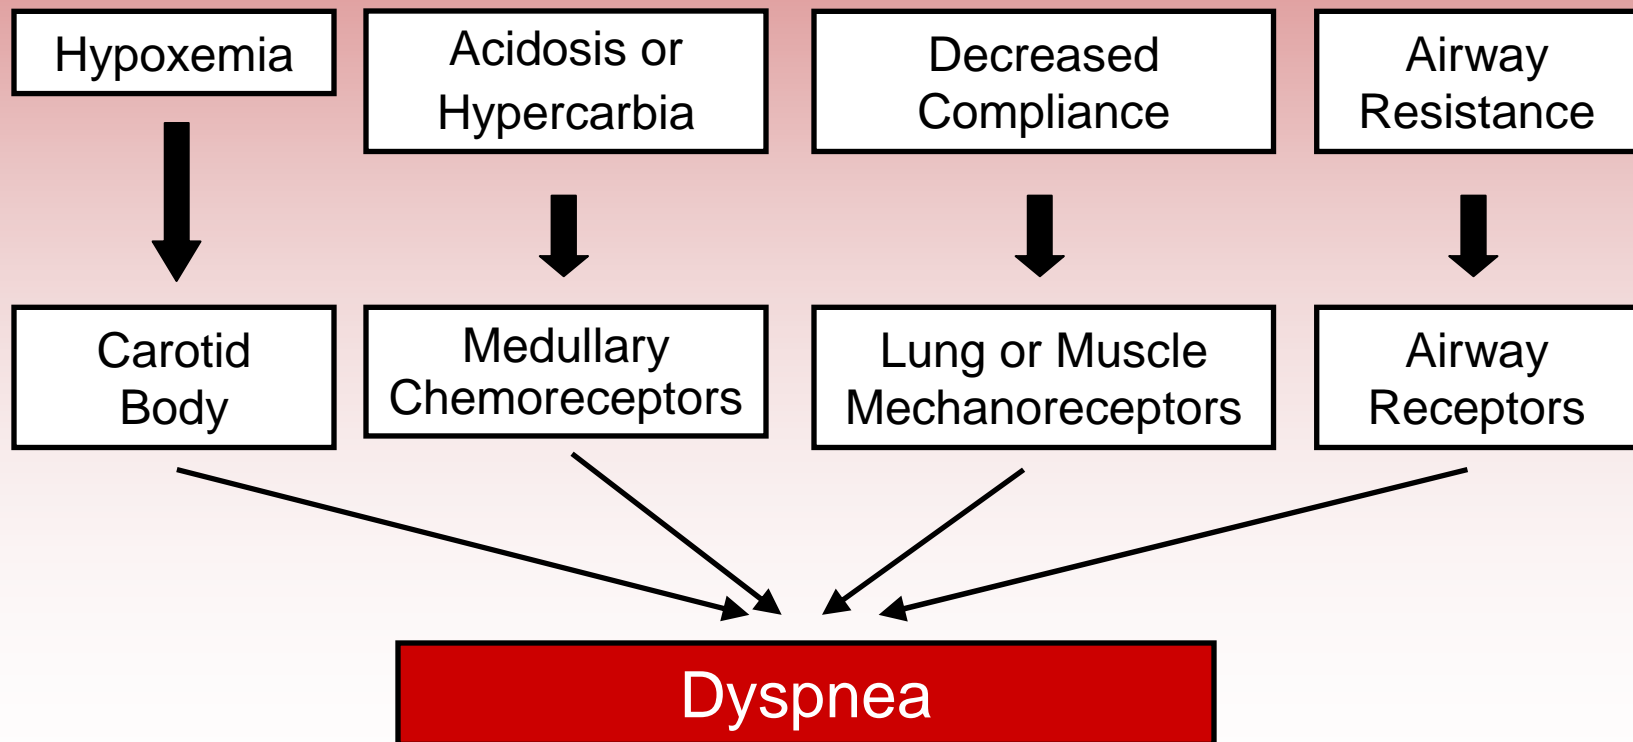 Hypoxemia
Acidosis or
Hypercarbia
Decreased
Compliance
Airway
Resistance
Carotid
Body
Medullary
Chemoreceptors
Lung or Muscle
Mechanoreceptors
Airway
Receptors
Dyspnea